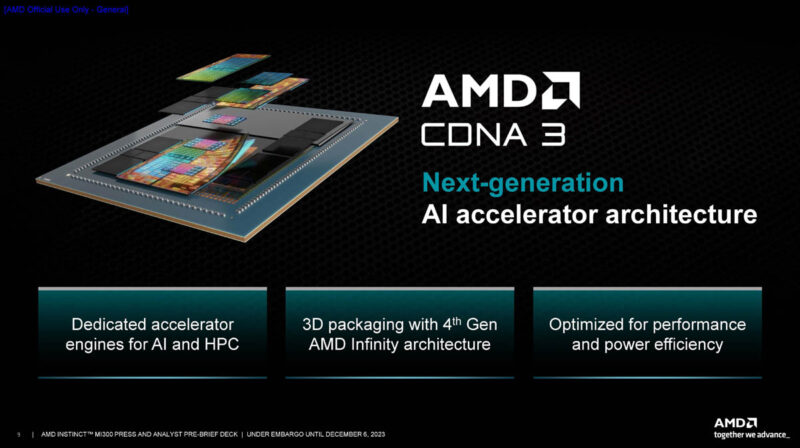 [AMD Official Use Only - General]
AMD
CDNA 3
Next-generation
AI accelerator architecture
Dedicated accelerator
engines for AI and HPC
3D packaging with 4th Gen
AMD Infinity architecture
Optimized for performance
and power efficiency
9 | AMD INSTINCT™ MI300 PRESS AND ANALYST PRE-BRIEF DECK | UNDER EMBARGO UNTIL DECEMBER 6, 2023
AMD
together we advance_